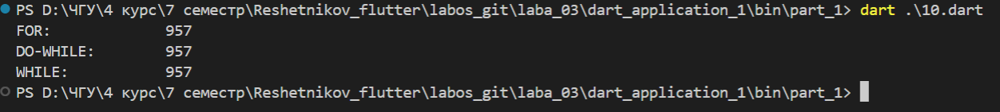 PS D:\ЧГУ\4 курс\7 семестр\Reshetnikov_flutter\labos_git\laba_03\dart_application_1\bin\part_1> dart .\10.dart
FOR: 957
DO-WHILE: 957
WHILE: 957
PS D:\ЧГУ\4 курс\7 семестр\Reshetnikov_flutter\labos_git\laba_03\dart_application_1\bin\part_1>